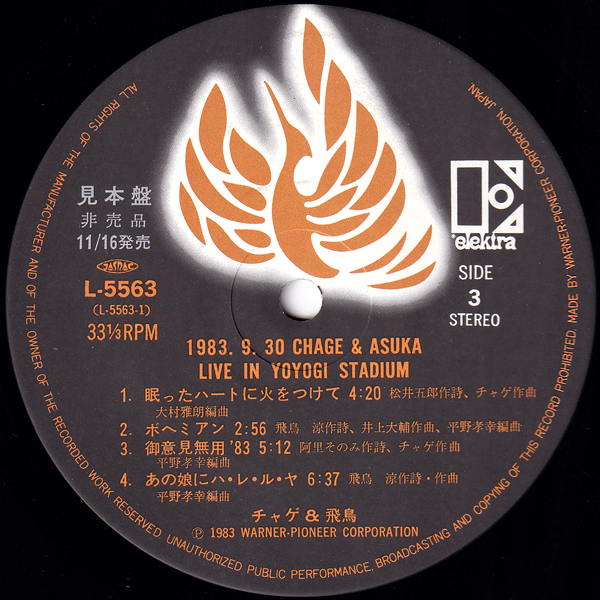 見本盤
非売品
11/16発売
JASRAC
L-5563
(L-5563-1)
33⅓RPM
elektra
SIDE
3
STEREO
1983. 9. 30 CHAGE & ASUKA
LIVE IN YOYOGI STADIUM
1. 眠ったハートに火をつけて 4:20 松井五郎作詩、チャゲ作曲
大村雅朗編曲
2. ボヘミアン 2:56 飛鳥 涼作詩、井上大輔作曲、平野孝幸編曲
3. 御意見無用'83 5:12 阿里そのみ作詩、チャゲ作曲
平野孝幸編曲
4. あの娘にハ・レ・ル・ヤ 6:37 飛鳥 涼作詩・作曲
平野孝幸編曲
チャゲ&飛鳥
Ⓟ 1983 WARNER-PIONEER CORPORATION
ALL RIGHTS OF THE MANUFACTURER AND OF THE OWNER OF THE RECORDED WORK RESERVED. UNAUTHORIZED PUBLIC PERFORMANCE, BROADCASTING AND COPYING OF THIS RECORD PROHIBITED. MADE BY WARNER-PIONEER CORPORATION, JAPAN.